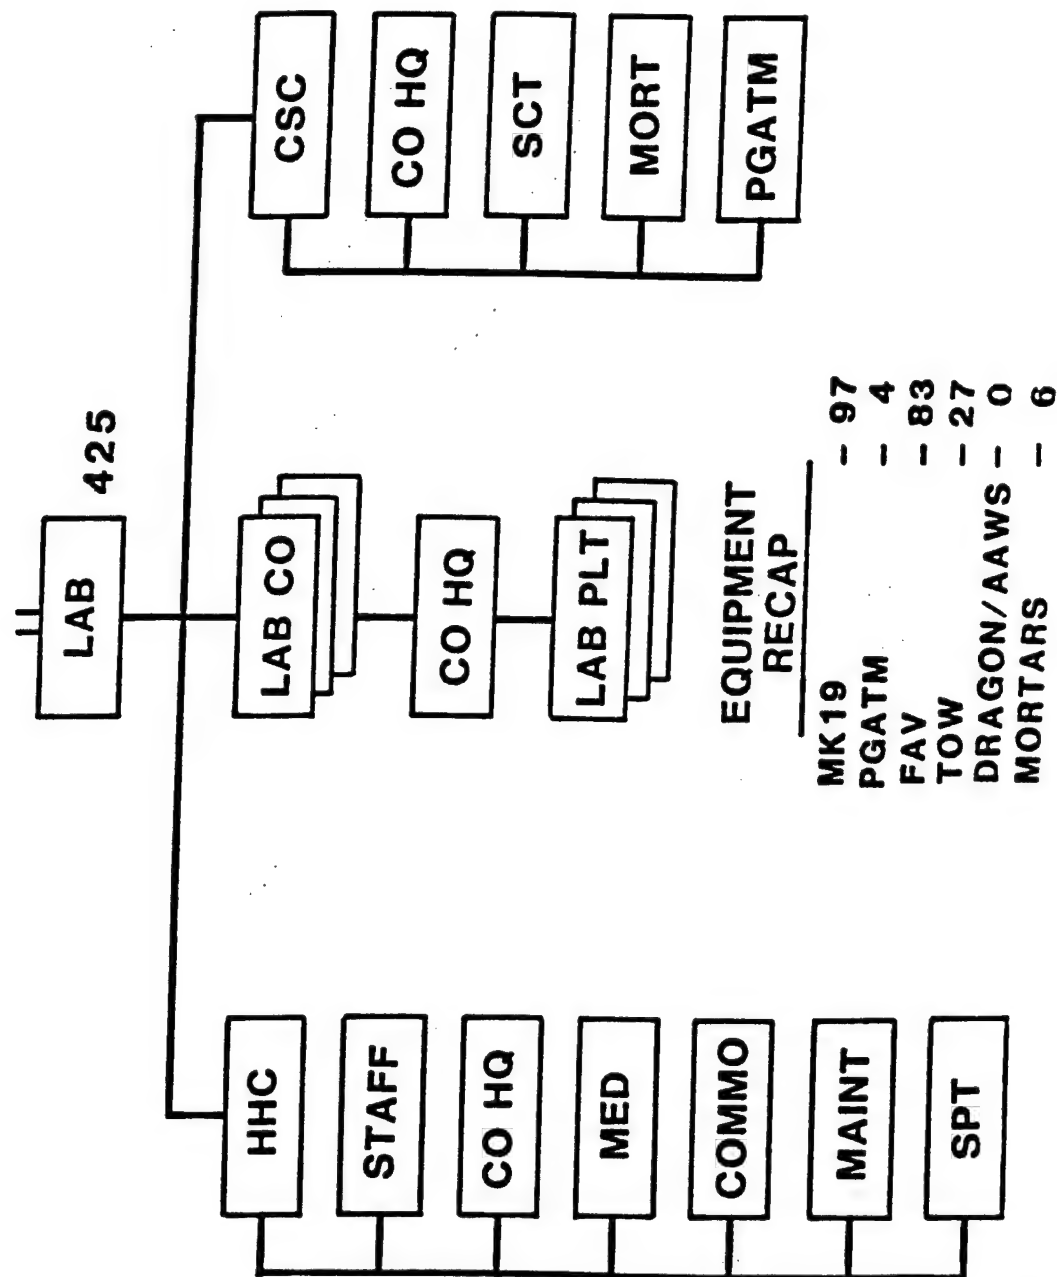 LAB
425
HHC
STAFF
CO HQ
MED
COMMO
MAINT
SPT
LAB CO
CO HQ
LAB PLT
CSC
CO HQ
SCT
MORT
PGATM
EQUIPMENT
RECAP
MK19 - 97
PGATM - 4
FAV - 83
TOW - 27
DRAGON/AAWS - 0
MORTARS - 6